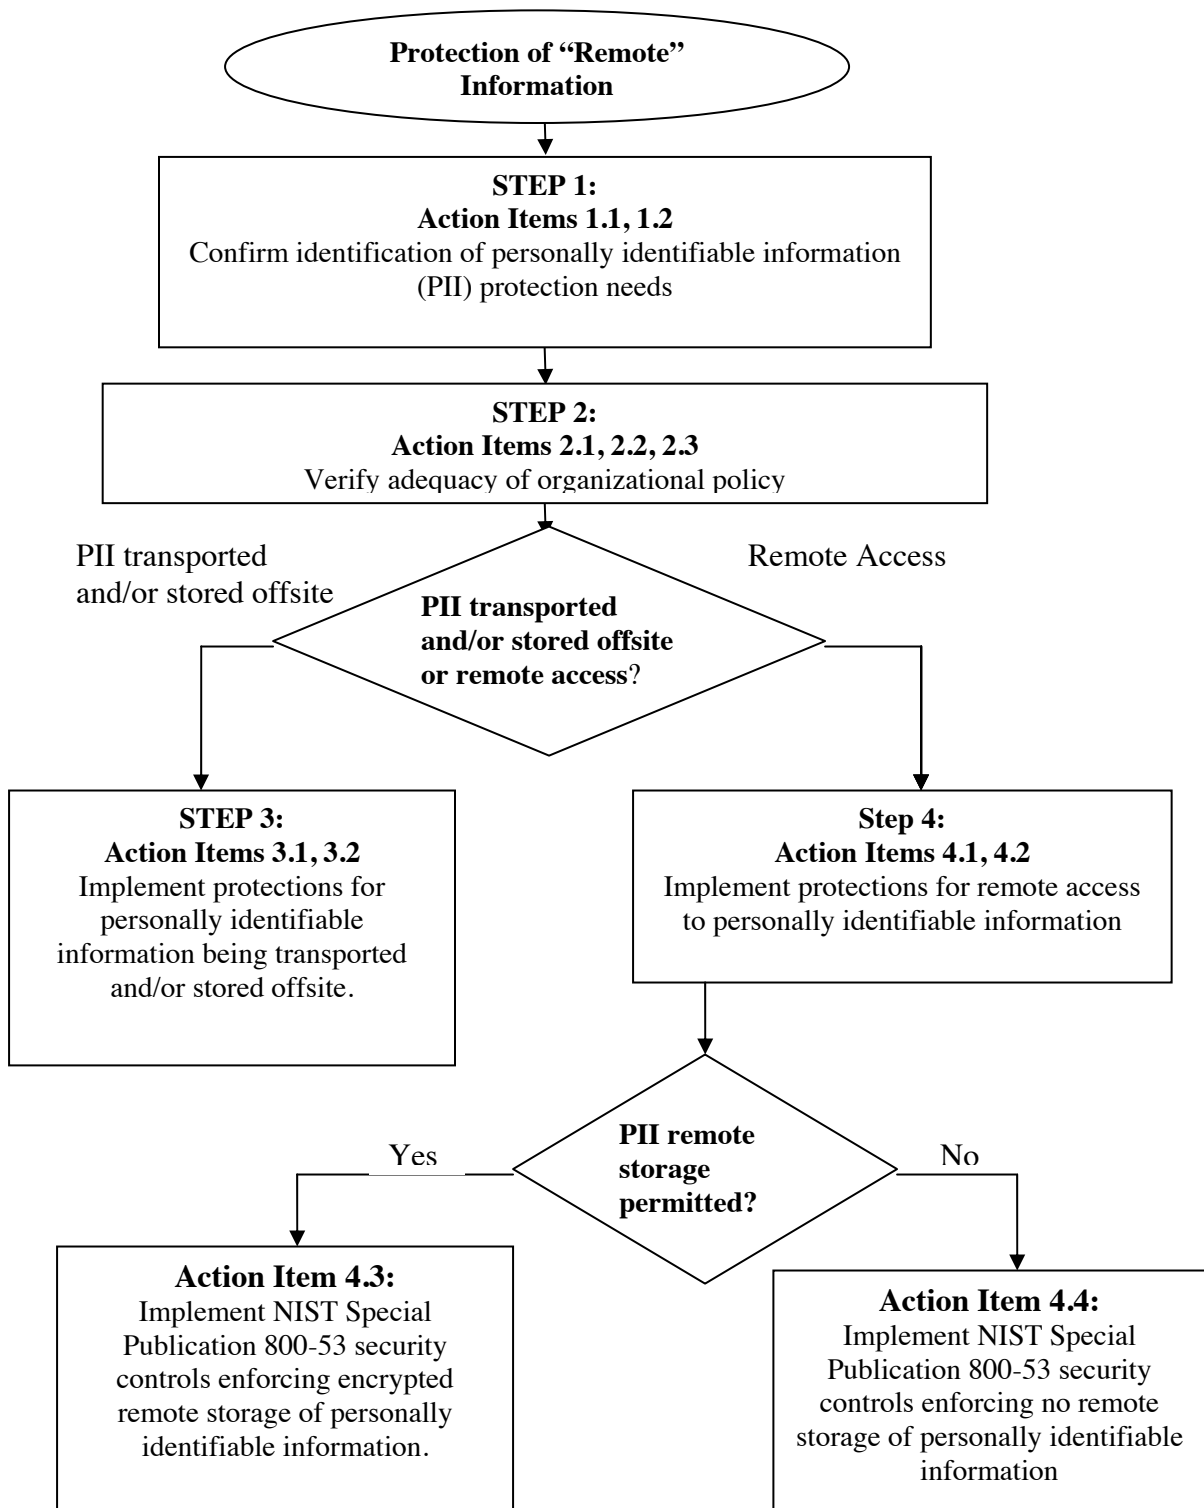 Protection of “Remote”
Information
STEP 1:
Action Items 1.1, 1.2
Confirm identification of personally identifiable information
(PII) protection needs
STEP 2:
Action Items 2.1, 2.2, 2.3
Verify adequacy of organizational policy
PII transported
and/or stored offsite
Remote Access
PII transported
and/or stored offsite
or remote access?
STEP 3:
Action Items 3.1, 3.2
Implement protections for
personally identifiable
information being transported
and/or stored offsite.
Step 4:
Action Items 4.1, 4.2
Implement protections for remote access
to personally identifiable information
PII remote
storage
permitted?
Yes
No
Action Item 4.3:
Implement NIST Special
Publication 800-53 security
controls enforcing encrypted
remote storage of personally
identifiable information.
Action Item 4.4:
Implement NIST Special
Publication 800-53 security
controls enforcing no remote
storage of personally identifiable
information